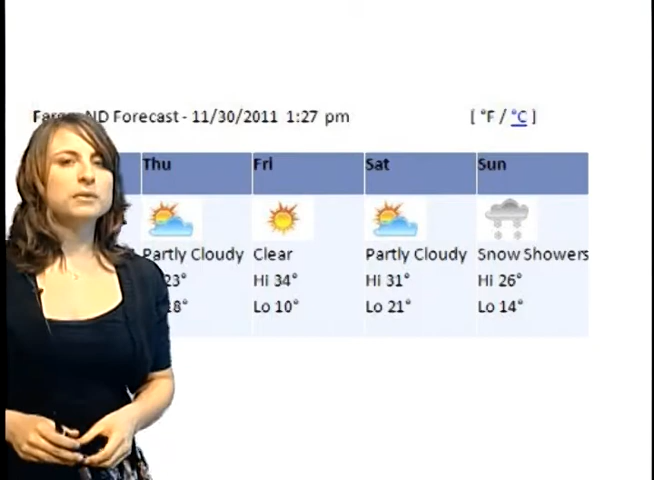 ND Forecast - 11/30/2011 1:27 pm [ °F / °C ]
Thu Fri Sat Sun
Partly Cloudy Clear Partly Cloudy Snow Showers
23° Hi 34° Hi 31° Hi 26°
Lo 10° Lo 21° Lo 14°